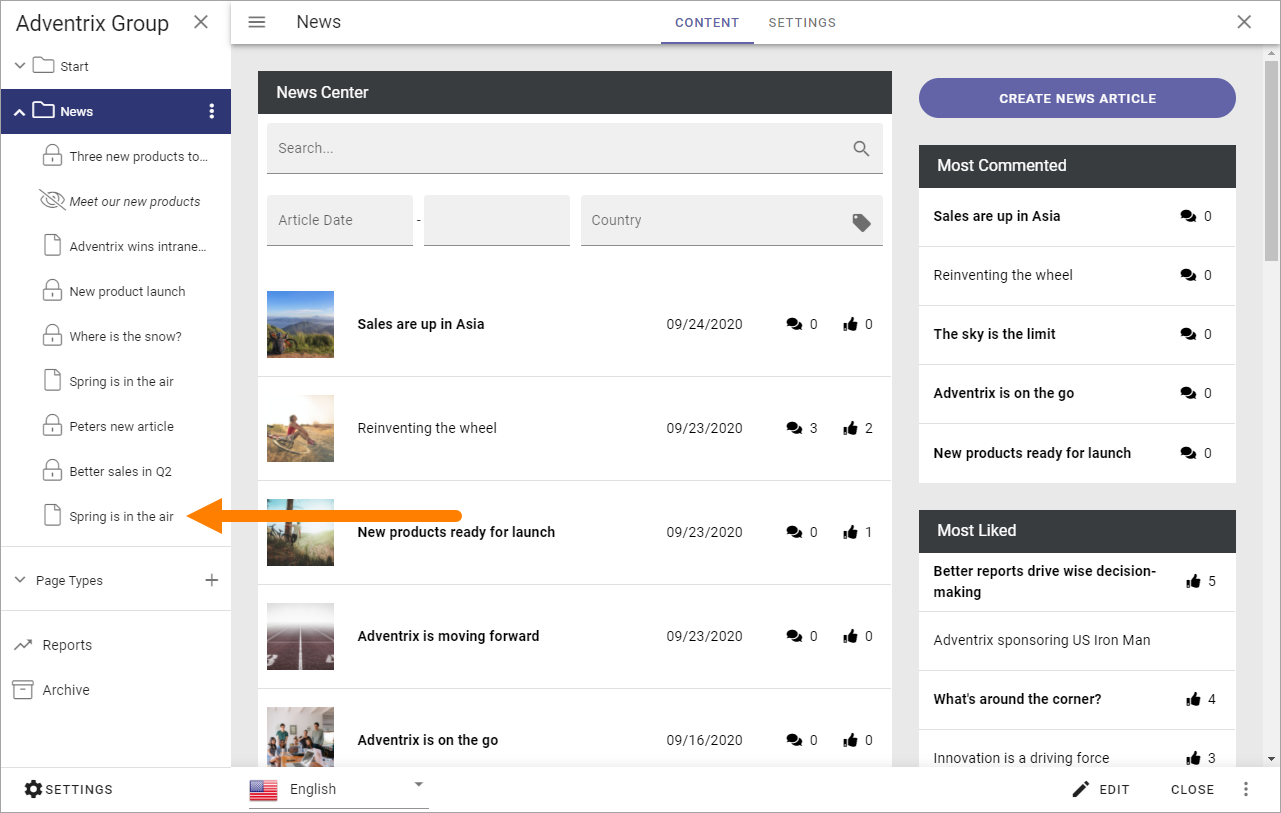 Adventrix Group
Start
News
Three new products to...
Meet our new products
Adventrix wins intrane...
New product launch
Where is the snow?
Spring is in the air
Peters new article
Better sales in Q2
Spring is in the air
Page Types
Reports
Archive
SETTINGS
News
CONTENT
SETTINGS
News Center
Search...
Article Date
-
Country
Sales are up in Asia 09/24/2020 0 0
Reinventing the wheel 09/23/2020 3 2
New products ready for launch 09/23/2020 0 1
Adventrix is moving forward 09/23/2020 0 0
Adventrix is on the go 09/16/2020 0 0
CREATE NEWS ARTICLE
Most Commented
Sales are up in Asia 0
Reinventing the wheel 0
The sky is the limit 0
Adventrix is on the go 0
New products ready for launch 0
Most Liked
Better reports drive wise decision-
making 5
Adventrix sponsoring US Iron Man
What's around the corner? 4
Innovation is a driving force 3
English
EDIT
CLOSE